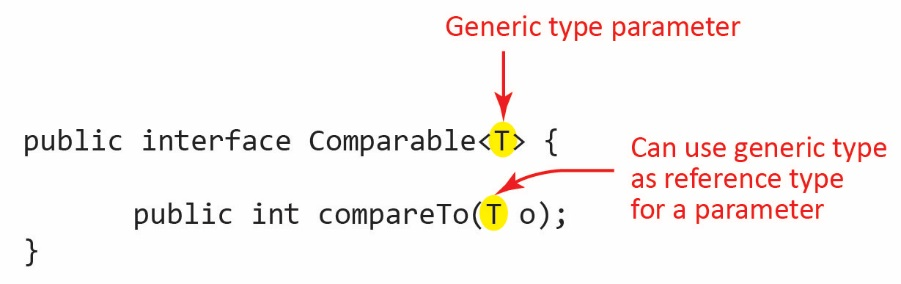 Generic type parameter
public interface Comparable<T> {
Can use generic type
as reference type
for a parameter
public int compareTo(T o);
}